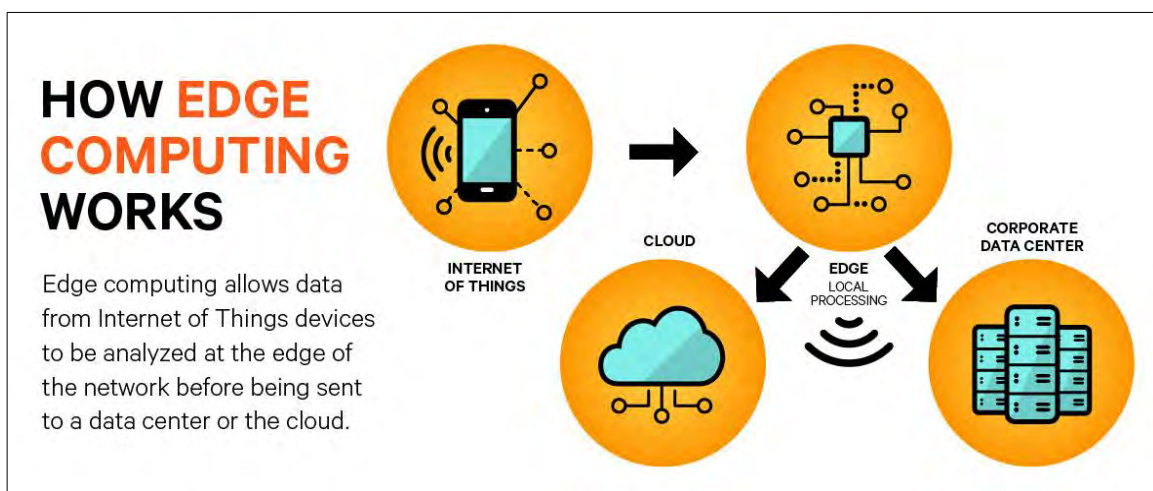 HOW EDGE
COMPUTING
WORKS
Edge computing allows data
from Internet of Things devices
to be analyzed at the edge of
the network before being sent
to a data center or the cloud.
INTERNET
OF THINGS
EDGE
LOCAL
PROCESSING
CLOUD
CORPORATE
DATA CENTER